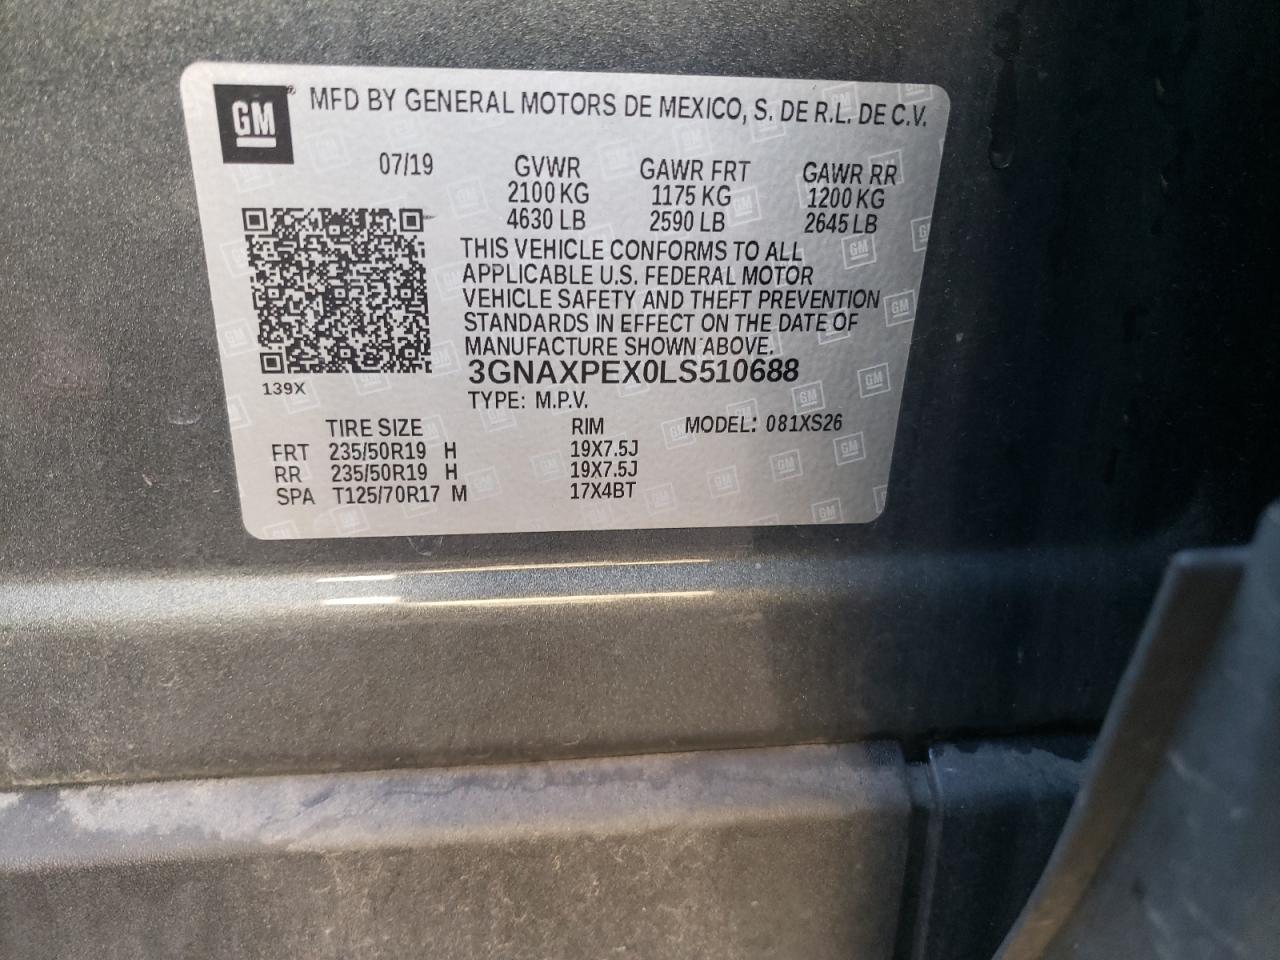 GM® MFD BY GENERAL MOTORS DE MEXICO, S. DE R.L. DE C.V.
07/19 GVWR GAWR FRT GAWR RR
2100 KG 1175 KG 1200 KG
4630 LB 2590 LB 2645 LB
THIS VEHICLE CONFORMS TO ALL
APPLICABLE U.S. FEDERAL MOTOR
VEHICLE SAFETY AND THEFT PREVENTION
STANDARDS IN EFFECT ON THE DATE OF
MANUFACTURE SHOWN ABOVE.
3GNAXPEX0LS510688
139X
TYPE: M.P.V.
TIRE SIZE RIM MODEL: 081XS26
FRT 235/50R19 H 19X7.5J
RR 235/50R19 H 19X7.5J
SPA T125/70R17 M 17X4BT